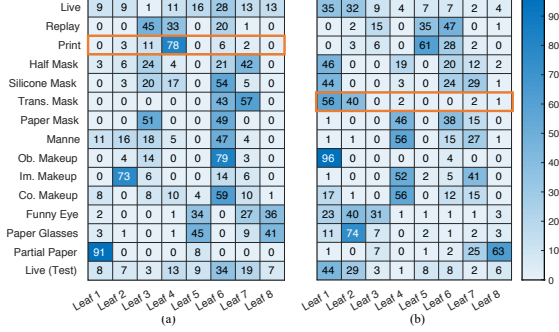 Live 9 9 1 11 16 28 13 13 35 32 9 4 7 7 2 4
Replay 0 0 45 33 0 20 1 0 0 2 15 0 35 47 0 1
Print 0 3 11 78 0 6 2 0 0 3 6 0 61 28 2 0
Half Mask 3 6 24 4 0 21 42 0 46 0 0 19 0 20 12 2
Silicone Mask 0 3 20 17 0 54 5 0 44 0 0 3 0 24 29 1
Trans. Mask 0 0 0 0 0 43 57 0 56 40 0 2 0 0 2 1
Paper Mask 0 0 51 0 0 49 0 0 1 0 0 46 0 38 15 0
Manne 11 16 18 5 0 47 4 0 1 0 1 56 0 15 27 1
Ob. Makeup 0 4 14 0 0 79 3 0 96 0 0 0 0 4 0 0
Im. Makeup 0 73 6 0 0 14 6 0 1 0 0 52 2 5 41 0
Co. Makeup 8 0 8 10 4 59 10 1 17 1 0 56 0 12 15 0
Funny Eye 2 0 0 1 34 0 27 36 23 40 31 1 1 1 1 3
Paper Glasses 3 1 0 1 45 0 9 41 11 74 7 2 0 1 2 3
Partial Paper 91 0 0 0 8 0 0 0 1 0 7 0 1 2 25 63
Live (Test) 8 7 3 13 9 34 19 7 44 29 3 1 8 8 2 6
Leaf 1 Leaf 2 Leaf 3 Leaf 4 Leaf 5 Leaf 6 Leaf 7 Leaf 8 Leaf 1 Leaf 2 Leaf 3 Leaf 4 Leaf 5 Leaf 6 Leaf 7 Leaf 8
(a) (b)
90
80
70
60
50
40
30
20
10
0